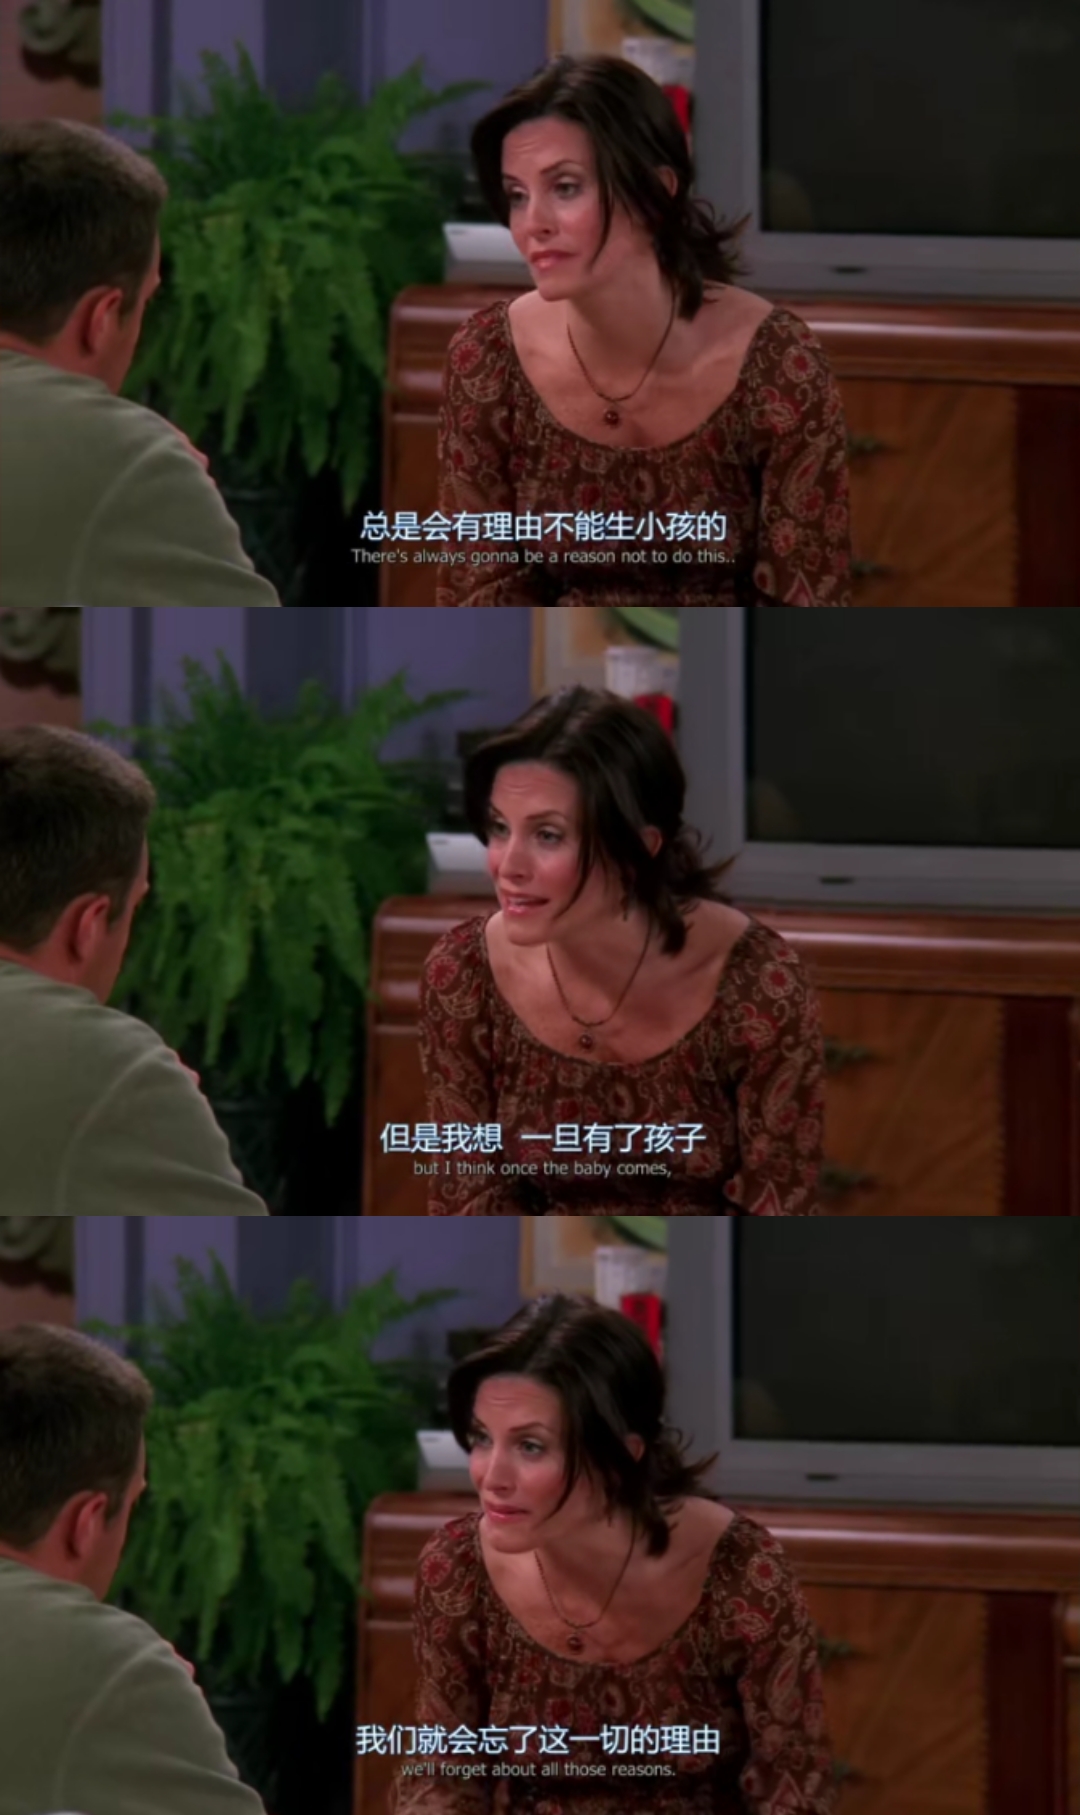 总是会有理由不能生小孩的
There's always gonna be a reason not to do this..
但是我想 一旦有了孩子
but I think once the baby comes,
我们就会忘了这一切的理由
we'll forget about all those reasons.